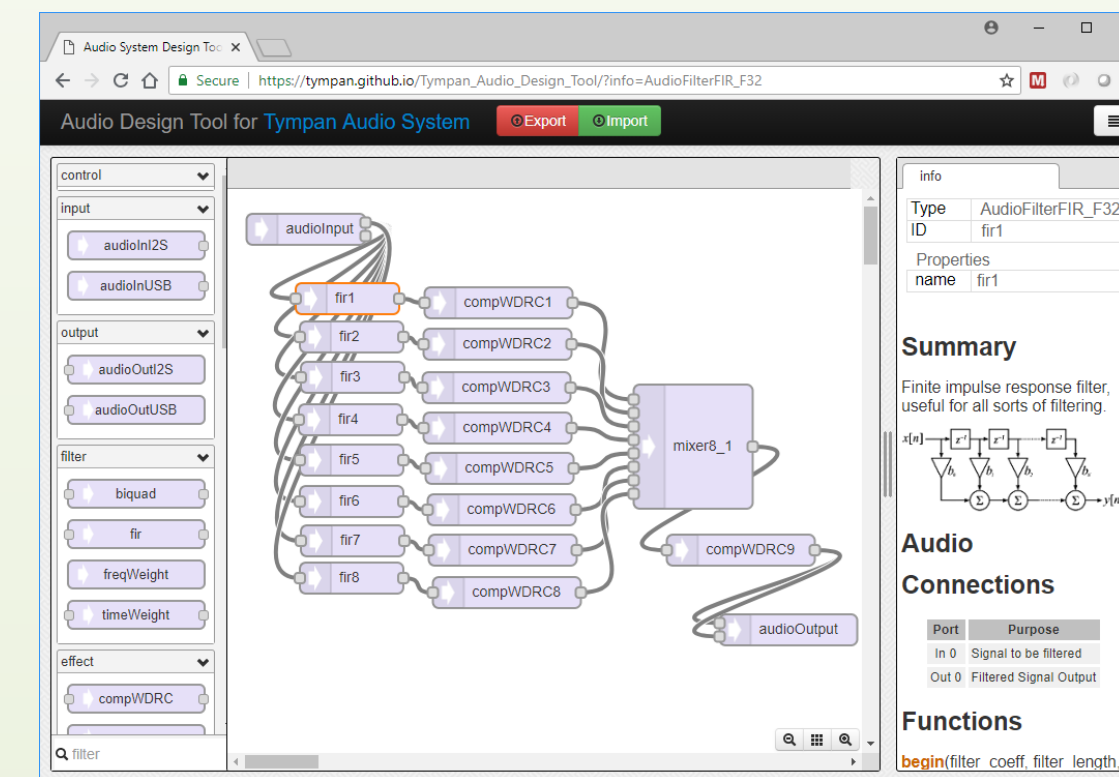 Audio System Design Too
Secure | https://tympan.github.io/Tympan_Audio_Design_Tool/?info=AudioFilterFIR_F32
M
Audio Design Tool for Tympan Audio System
Export
Import
control
input
audioInI2S
audioInUSB
output
audioOutI2S
audioOutUSB
filter
biquad
fir
freqWeight
timeWeight
effect
compWDRC
filter
audioInput
fir1
fir2
fir3
fir4
fir5
fir6
fir7
fir8
compWDRC1
compWDRC2
compWDRC3
compWDRC4
compWDRC5
compWDRC6
compWDRC7
compWDRC8
mixer8_1
compWDRC9
audioOutput
info
Type AudioFilterFIR_F32
ID fir1
Properties
name fir1
Summary
Finite impulse response filter,
useful for all sorts of filtering.
x[n] z⁻¹ z⁻¹ z⁻¹
Σ Σ Σ y[n
Audio
Connections
Port Purpose
In 0 Signal to be filtered
Out 0 Filtered Signal Output
Functions
begin(filter_coeff, filter_length,